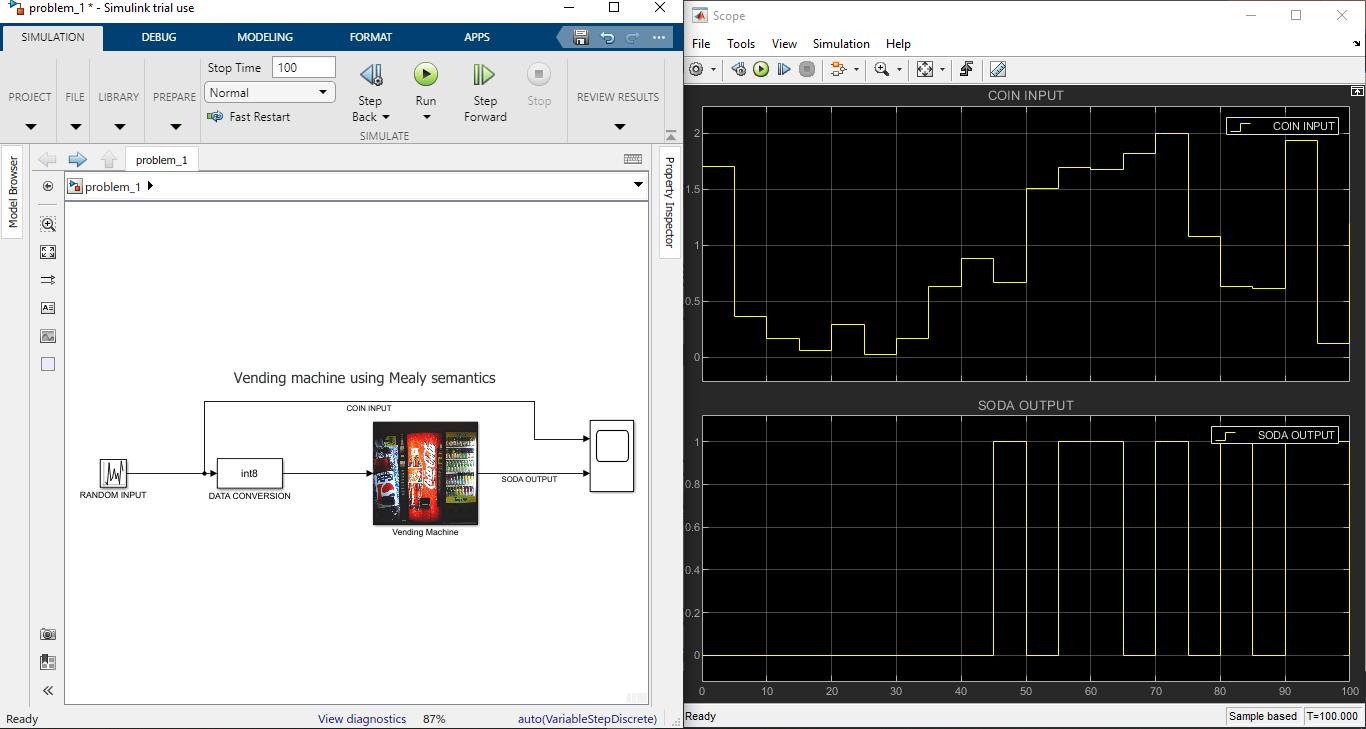 problem_1 * - Simulink trial use
SIMULATION DEBUG MODELING FORMAT APPS
PROJECT
FILE
LIBRARY
PREPARE
Stop Time 100
Normal
Fast Restart
Step
Back
Run
Step
Forward
Stop
SIMULATE
REVIEW RESULTS
Model Browser
problem_1
problem_1
Property Inspector
Vending machine using Mealy semantics
COIN INPUT
RANDOM INPUT
int8
DATA CONVERSION
Coca-Cola
Vending Machine
SODA OUTPUT
Ready View diagnostics 87% auto(VariableStepDiscrete)
Scope
File Tools View Simulation Help
COIN INPUT
COIN INPUT
2
1.5
1
0.5
0
SODA OUTPUT
SODA OUTPUT
1
0.8
0.6
0.4
0.2
0
0 10 20 30 40 50 60 70 80 90 100
Ready Sample based T=100.000